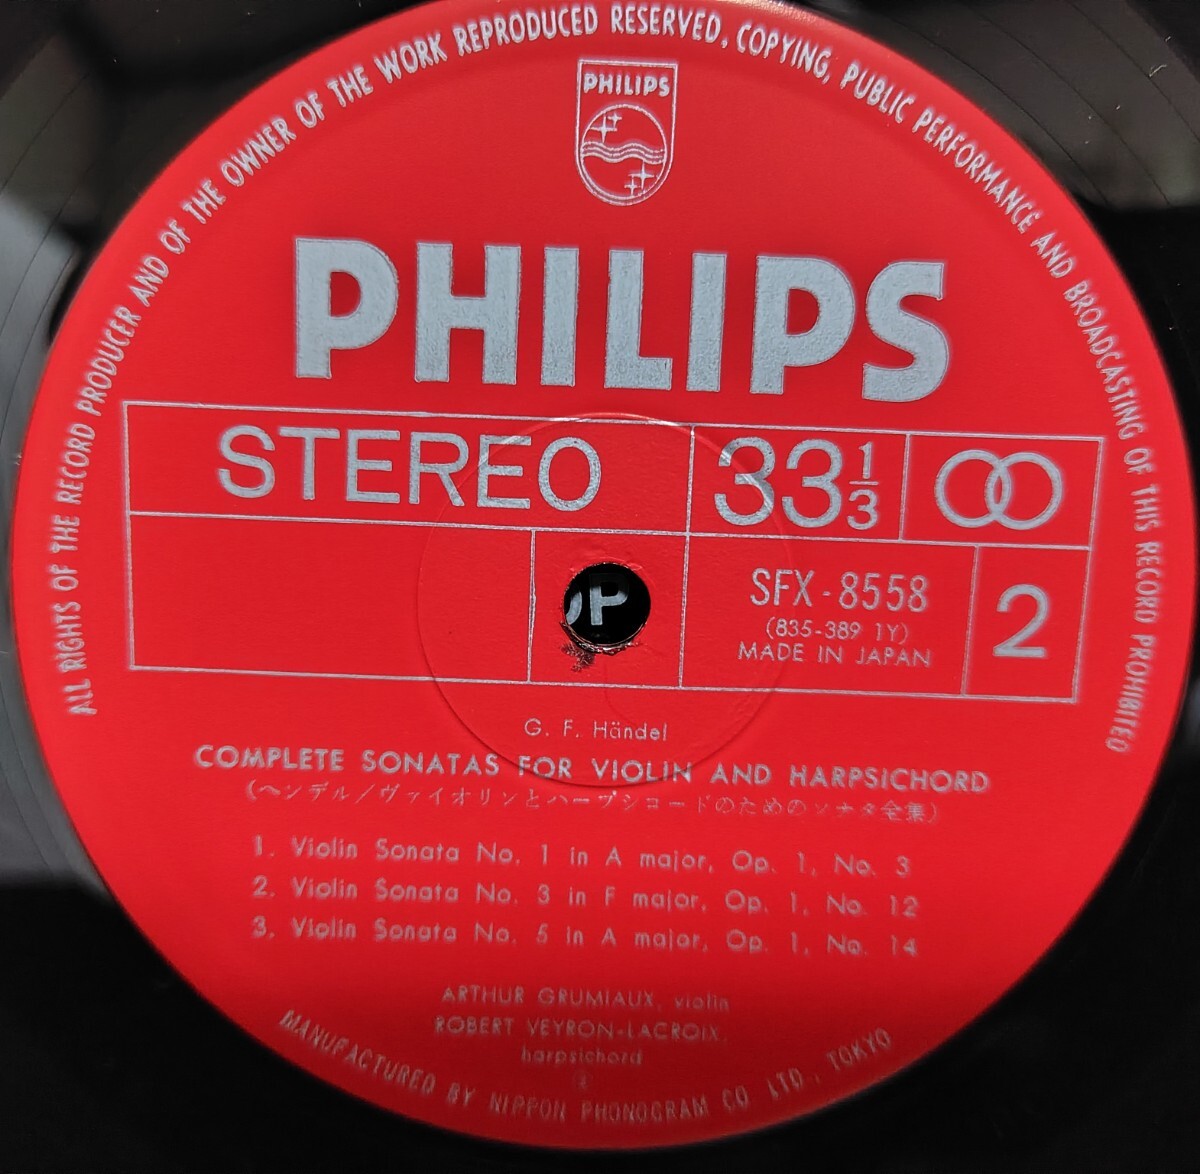 ALL RIGHTS OF THE RECORD PRODUCER AND OF THE OWNER OF THE WORK REPRODUCED RESERVED, COPYING, PUBLIC PERFORMANCE AND BROADCASTING OF THIS RECORD PROHIBITED
PHILIPS
PHILIPS
STEREO 33 1/3
SFX-8558
(835-389 1Y)
MADE IN JAPAN
2
G. F. Händel
COMPLETE SONATAS FOR VIOLIN AND HARPSICHORD
(ヘンデル/ヴァイオリンとハープシコードのためのソナタ全集)
1. Violin Sonata No. 1 in A major, Op. 1, No. 3
2. Violin Sonata No. 3 in F major, Op. 1, No. 12
3. Violin Sonata No. 5 in A major, Op. 1, No. 14
ARTHUR GRUMIAUX, violin
ROBERT VEYRON-LACROIX,
harpsichord
MANUFACTURED BY NIPPON PHONOGRAM CO. LTD., TOKYO